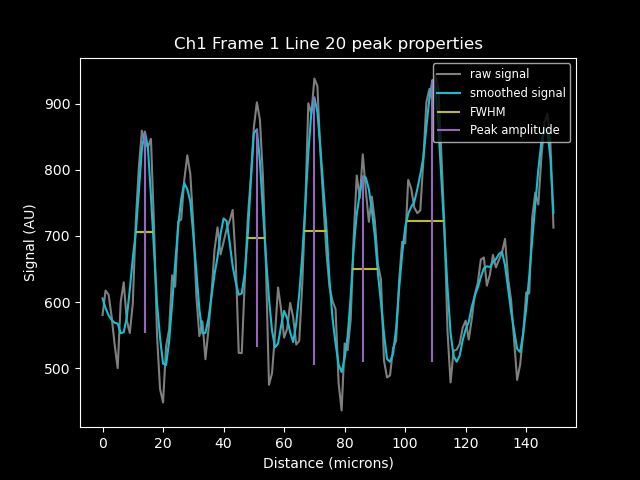 Ch1 Frame 1 Line 20 peak properties
raw signal
smoothed signal
FWHM
Peak amplitude
Signal (AU)
900
800
700
600
500
0 20 40 60 80 100 120 140
Distance (microns)